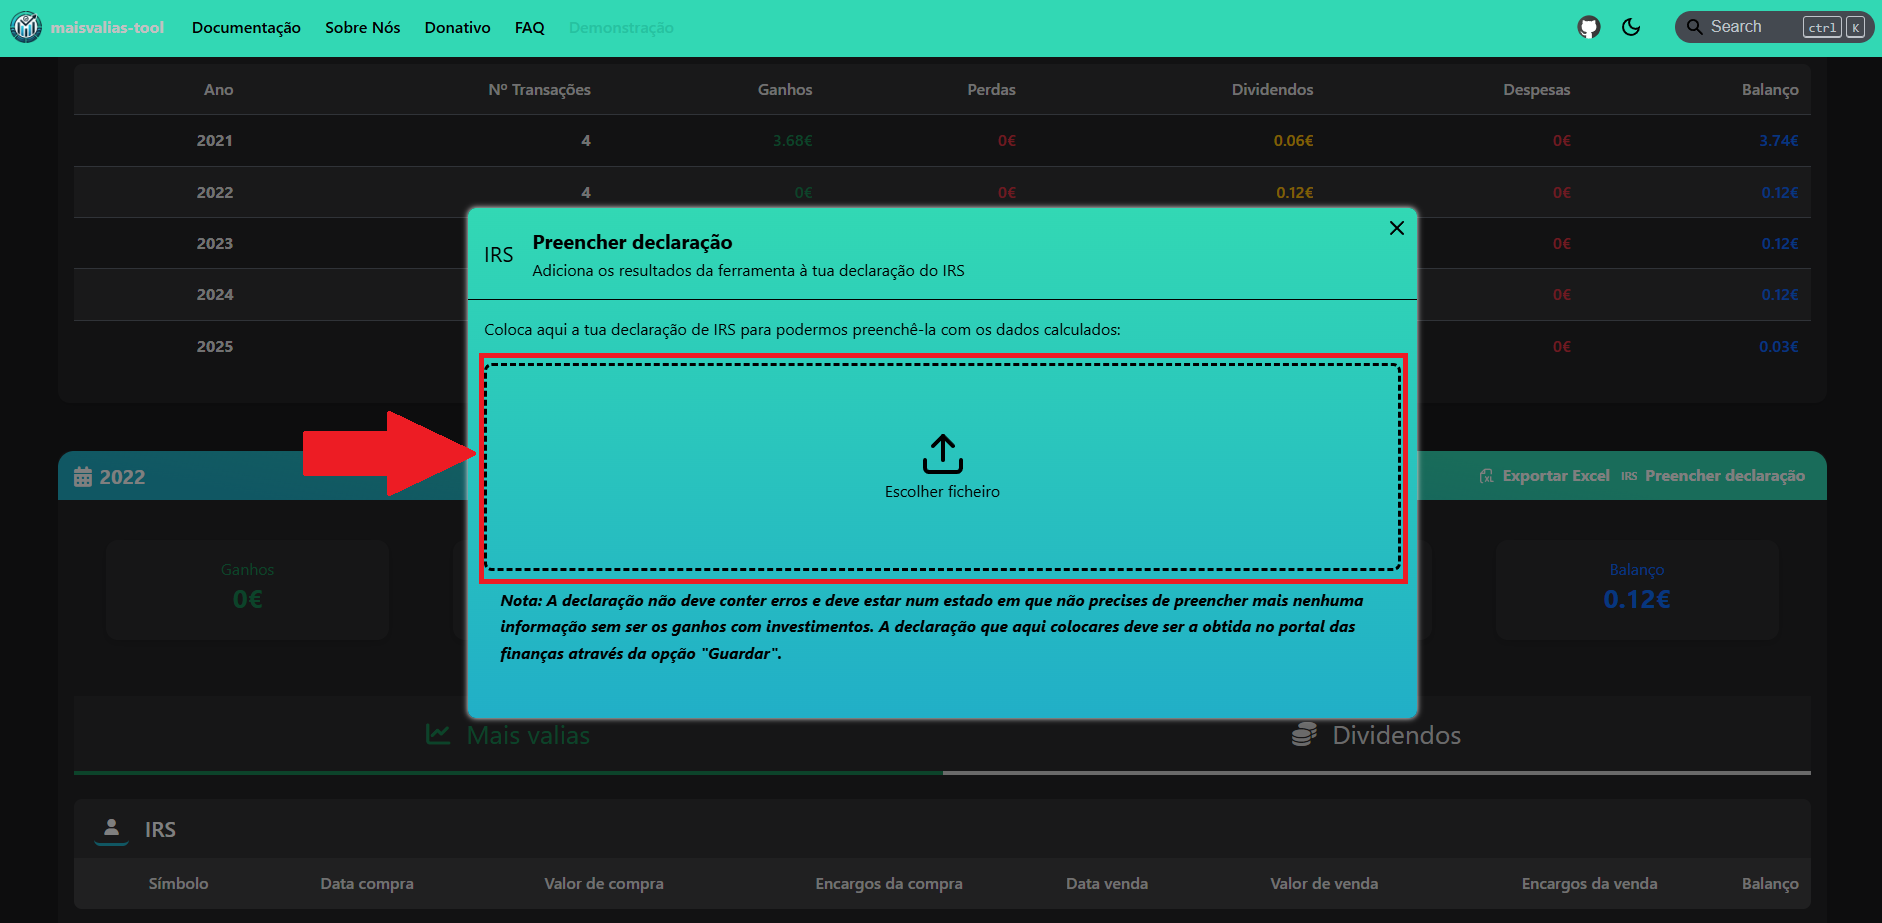 maisvalias-tool Documentação Sobre Nós Donativo FAQ Demonstração Search ctrl K
Ano Nº Transações Ganhos Perdas Dividendos Despesas Balanço
2021 4 3.68€ 0€ 0.06€ 0€ 3.74€
2022 4 0€ 0€ 0.12€ 0€ 0.12€
2023 0€ 0.12€
2024 0€ 0.12€
2025 0€ 0.03€
IRS
Preencher declaração
Adiciona os resultados da ferramenta à tua declaração do IRS
Coloca aqui a tua declaração de IRS para podermos preenchê-la com os dados calculados:
Escolher ficheiro
Nota: A declaração não deve conter erros e deve estar num estado em que não precises de preencher mais nenhuma
informação sem ser os ganhos com investimentos. A declaração que aqui colocares deve ser a obtida no portal das
finanças através da opção "Guardar".
2022 XL Exportar Excel IRS Preencher declaração
Ganhos
0€
Balanço
0.12€
Mais valias Dividendos
IRS
Símbolo Data compra Valor de compra Encargos da compra Data venda Valor de venda Encargos da venda Balanço